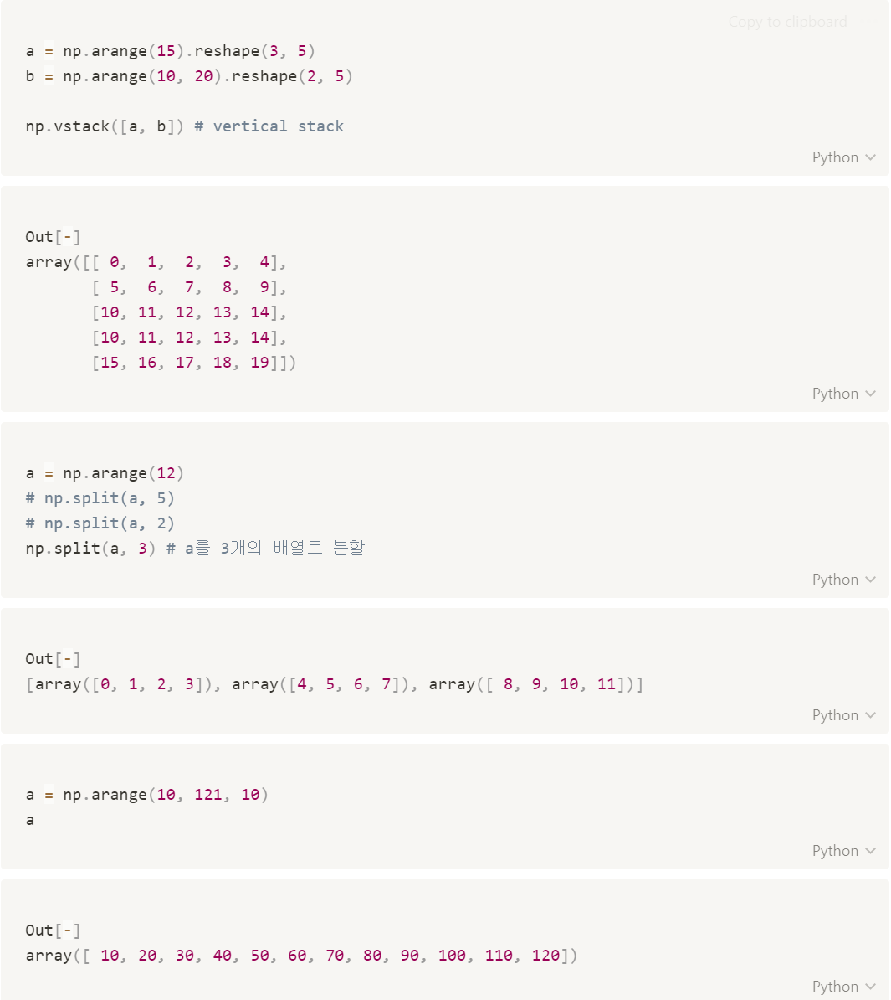 Copy to clipboard
a = np.arange(15).reshape(3, 5)
b = np.arange(10, 20).reshape(2, 5)
np.vstack([a, b]) # vertical stack
Python
Out[-]
array([[ 0,  1,  2,  3,  4],
       [ 5,  6,  7,  8,  9],
       [10, 11, 12, 13, 14],
       [10, 11, 12, 13, 14],
       [15, 16, 17, 18, 19]])
Python
a = np.arange(12)
# np.split(a, 5)
# np.split(a, 2)
np.split(a, 3) # a를 3개의 배열로 분할
Python
Out[-]
[array([0, 1, 2, 3]), array([4, 5, 6, 7]), array([ 8, 9, 10, 11])]
Python
a = np.arange(10, 121, 10)
a
Python
Out[-]
array([ 10, 20, 30, 40, 50, 60, 70, 80, 90, 100, 110, 120])
Python